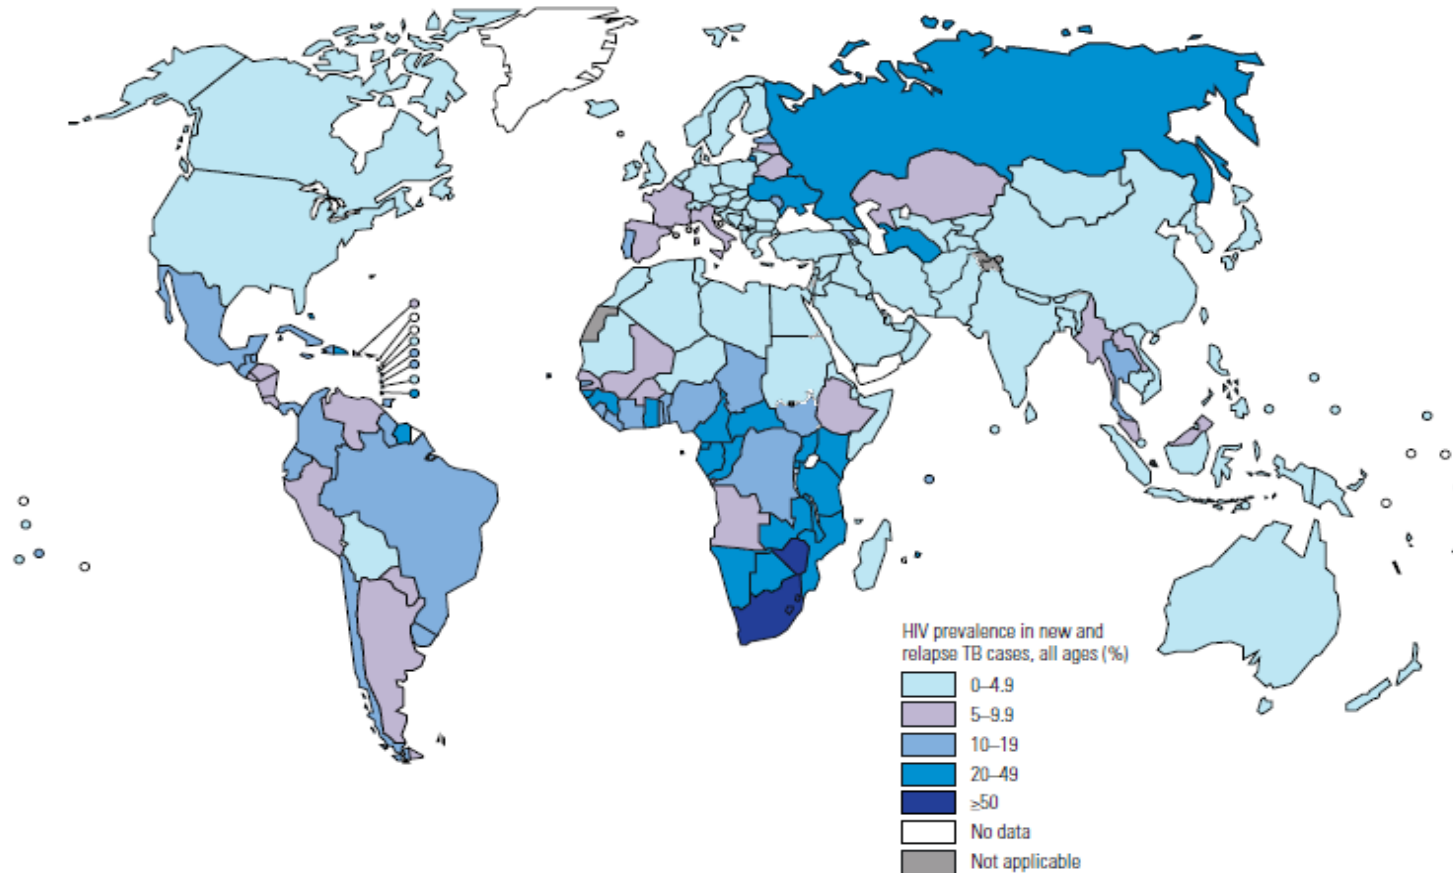 HIV prevalence in new and
relapse TB cases, all ages (%)
0–4.9
5–9.9
10–19
20–49
≥50
No data
Not applicable